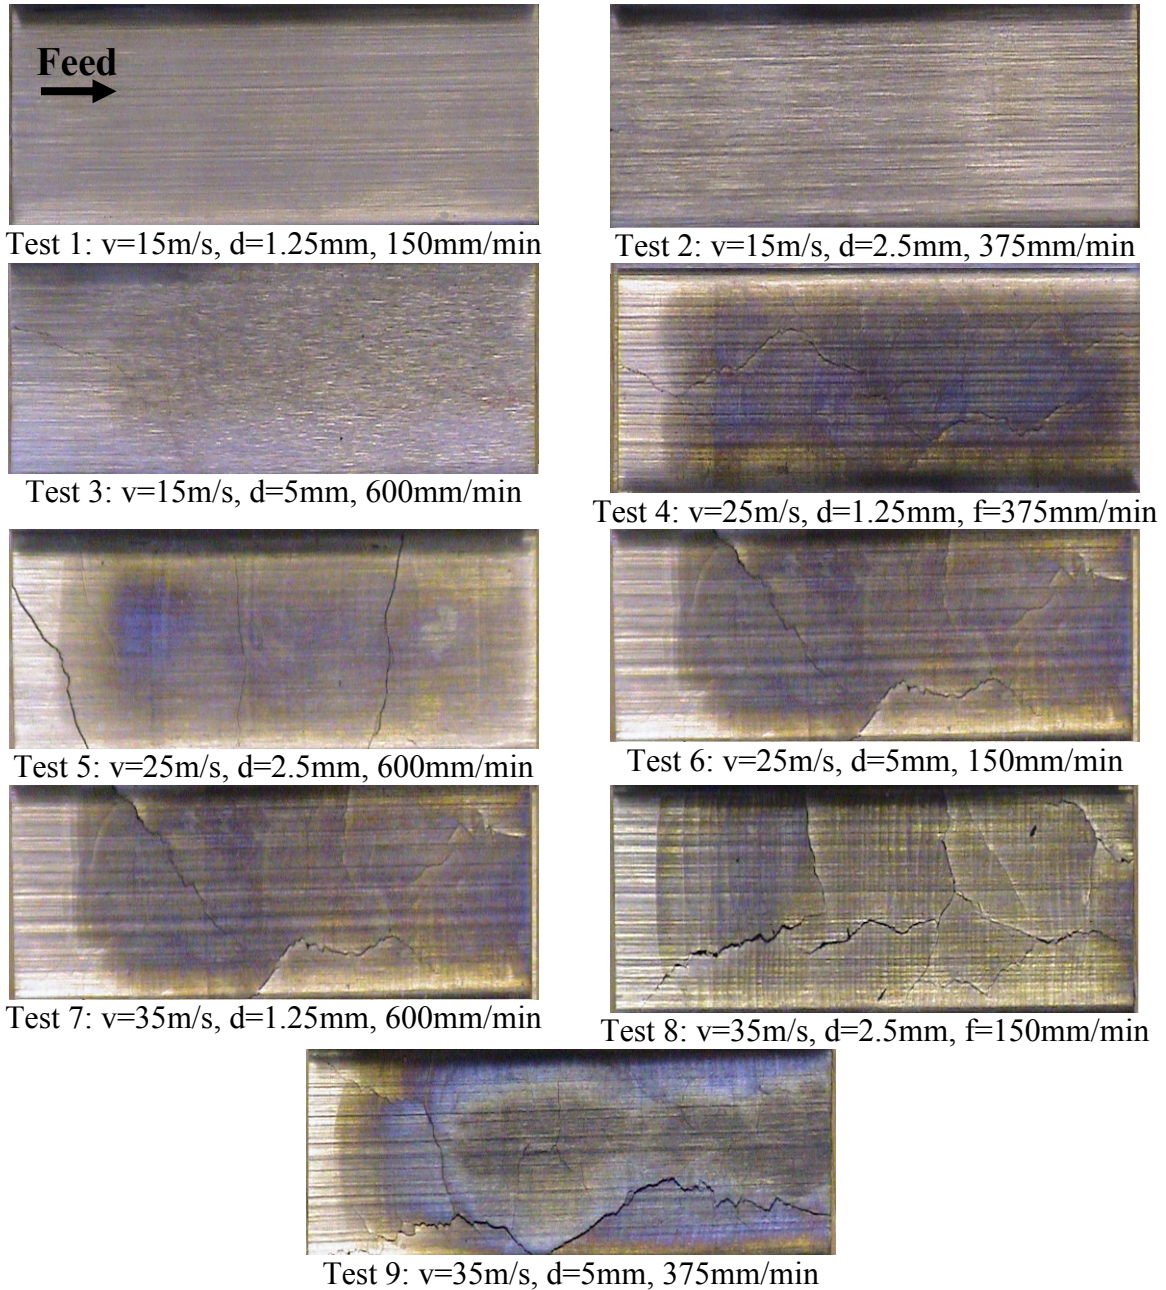 Feed
Test 1: v=15m/s, d=1.25mm, 150mm/min
Test 2: v=15m/s, d=2.5mm, 375mm/min
Test 3: v=15m/s, d=5mm, 600mm/min
Test 4: v=25m/s, d=1.25mm, f=375mm/min
Test 5: v=25m/s, d=2.5mm, 600mm/min
Test 6: v=25m/s, d=5mm, 150mm/min
Test 7: v=35m/s, d=1.25mm, 600mm/min
Test 8: v=35m/s, d=2.5mm, f=150mm/min
Test 9: v=35m/s, d=5mm, 375mm/min